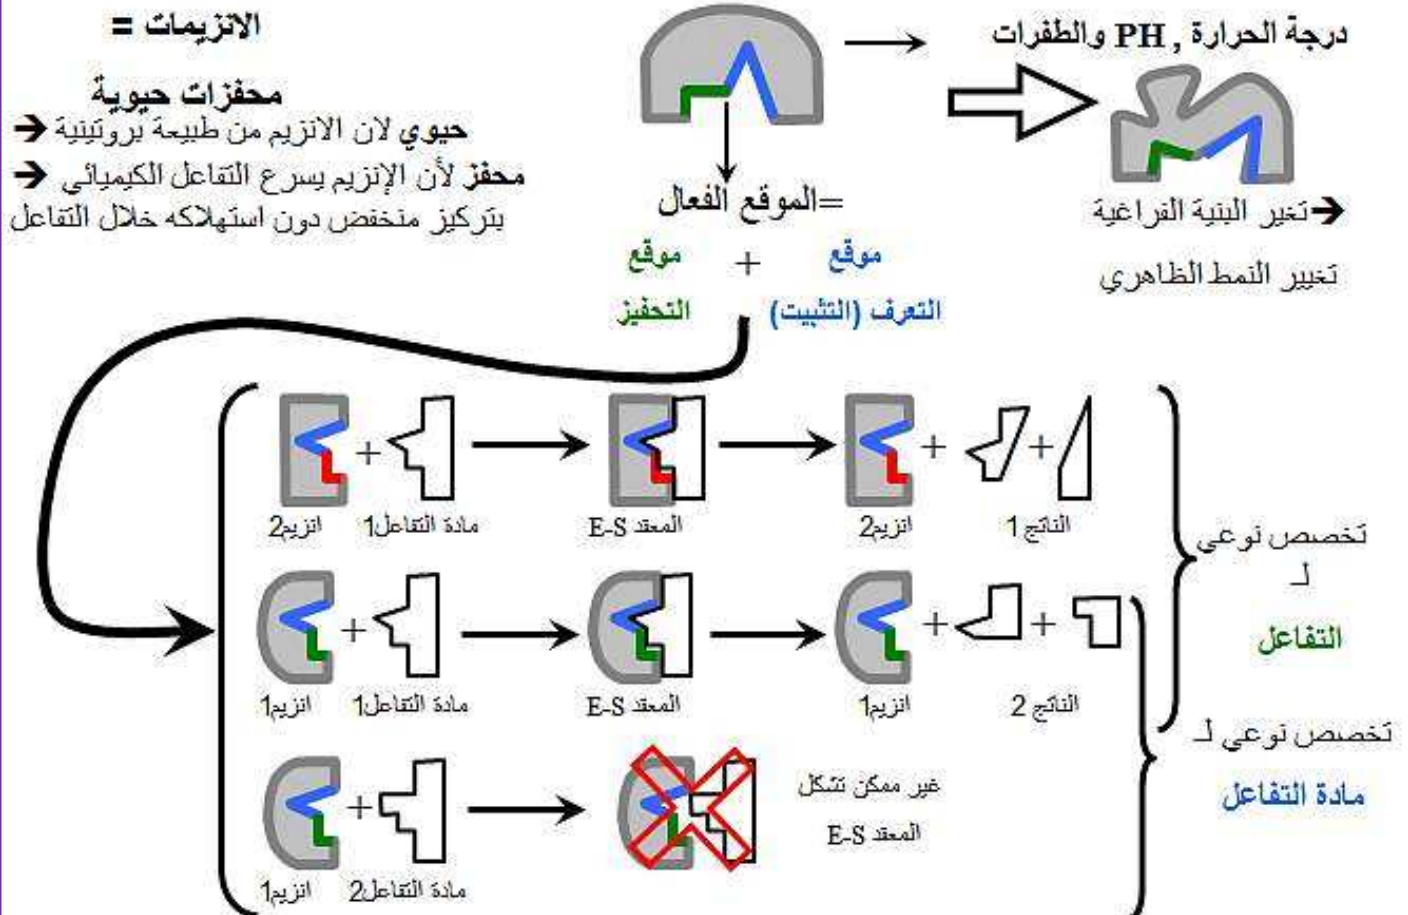 الانزيمات =
محفزات حيوية
حيوي لان الانزيم من طبيعة بروتينية ➔
محفز لأن الإنزيم يسرع التفاعل الكيميائي ➔
بتركيز منخفض دون استهلاكه خلال التفاعل
درجة الحرارة , PH والطفرات
➔تغير البنية الفراغية
تغيير النمط الظاهري
=الموقع الفعال
موقع + موقع
التعرف (التثبيت) التحفيز
+ + +
انزيم2 مادة التفاعل1 المعقد E-S انزيم2 الناتج 1
+ + +
انزيم1 مادة التفاعل1 المعقد E-S انزيم1 الناتج 2
+
انزيم1 مادة التفاعل2
غير ممكن تشكل
المعقد E-S
تخصص نوعي
لـ
التفاعل
تخصص نوعي لـ
مادة التفاعل